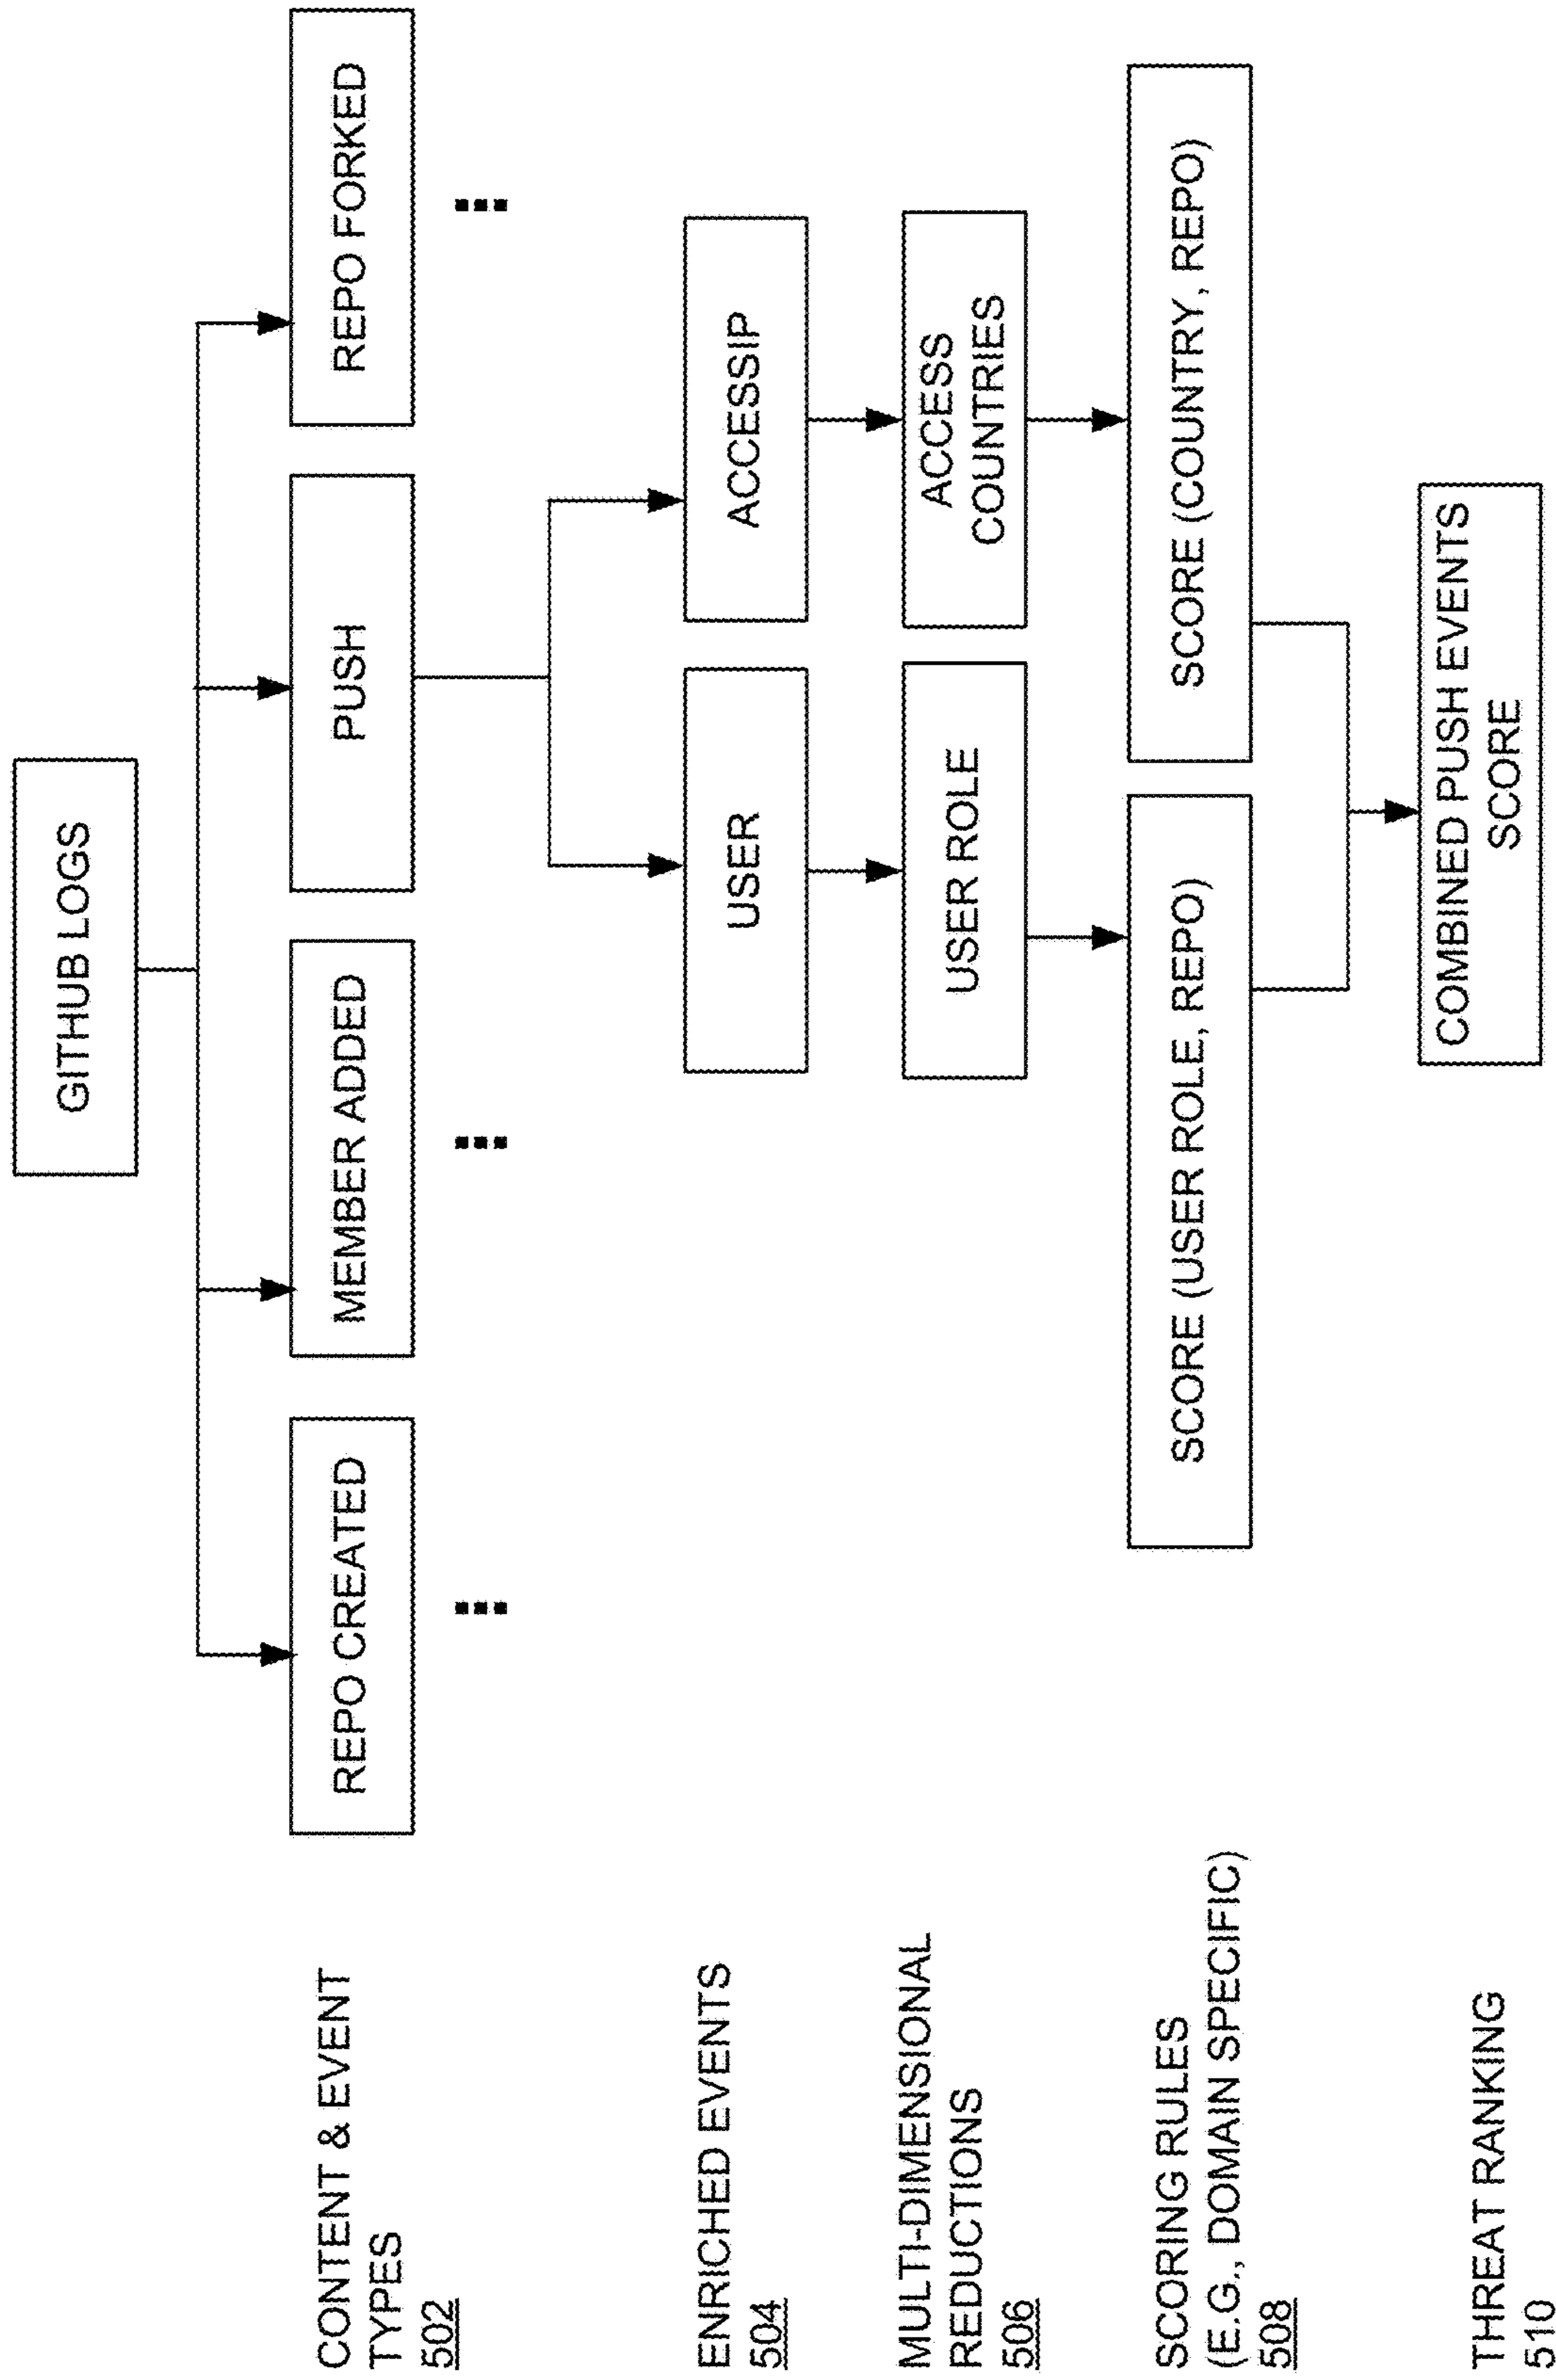 GITHUB LOGS
CONTENT & EVENT
TYPES
502
REPO CREATED
MEMBER ADDED
PUSH
REPO FORKED
...
...
...
ENRICHED EVENTS
504
USER
ACCESSIP
MULTI-DIMENSIONAL
REDUCTIONS
506
USER ROLE
ACCESS
COUNTRIES
SCORING RULES
(E.G., DOMAIN SPECIFIC)
508
SCORE (USER ROLE, REPO)
SCORE (COUNTRY, REPO)
THREAT RANKING
510
COMBINED PUSH EVENTS
SCORE